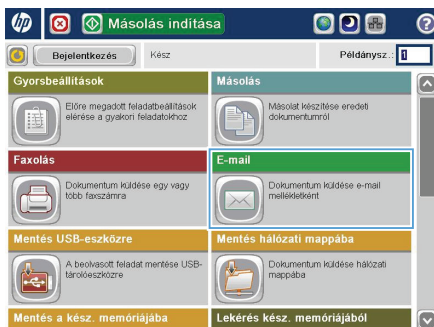 hp
Másolás indítása
?
Bejelentkezés
Kész
Példánysz.:
1
Gyorsbeállítások
Másolás
Előre megadott feladatbeállítások
elérése a gyakori feladatokhoz
Másolat készítése eredeti
dokumentumról
Faxolás
E-mail
Dokumentum küldése egy vagy
több faxszámra
Dokumentum küldése e-mail
mellékletként
Mentés USB-eszközre
Mentés hálózati mappába
A beolvasott feladat mentése USB-
tárolóeszközre
Dokumentum küldése hálózati
mappába
Mentés a kész. memóriájába
Lekérés kész. memóriájából